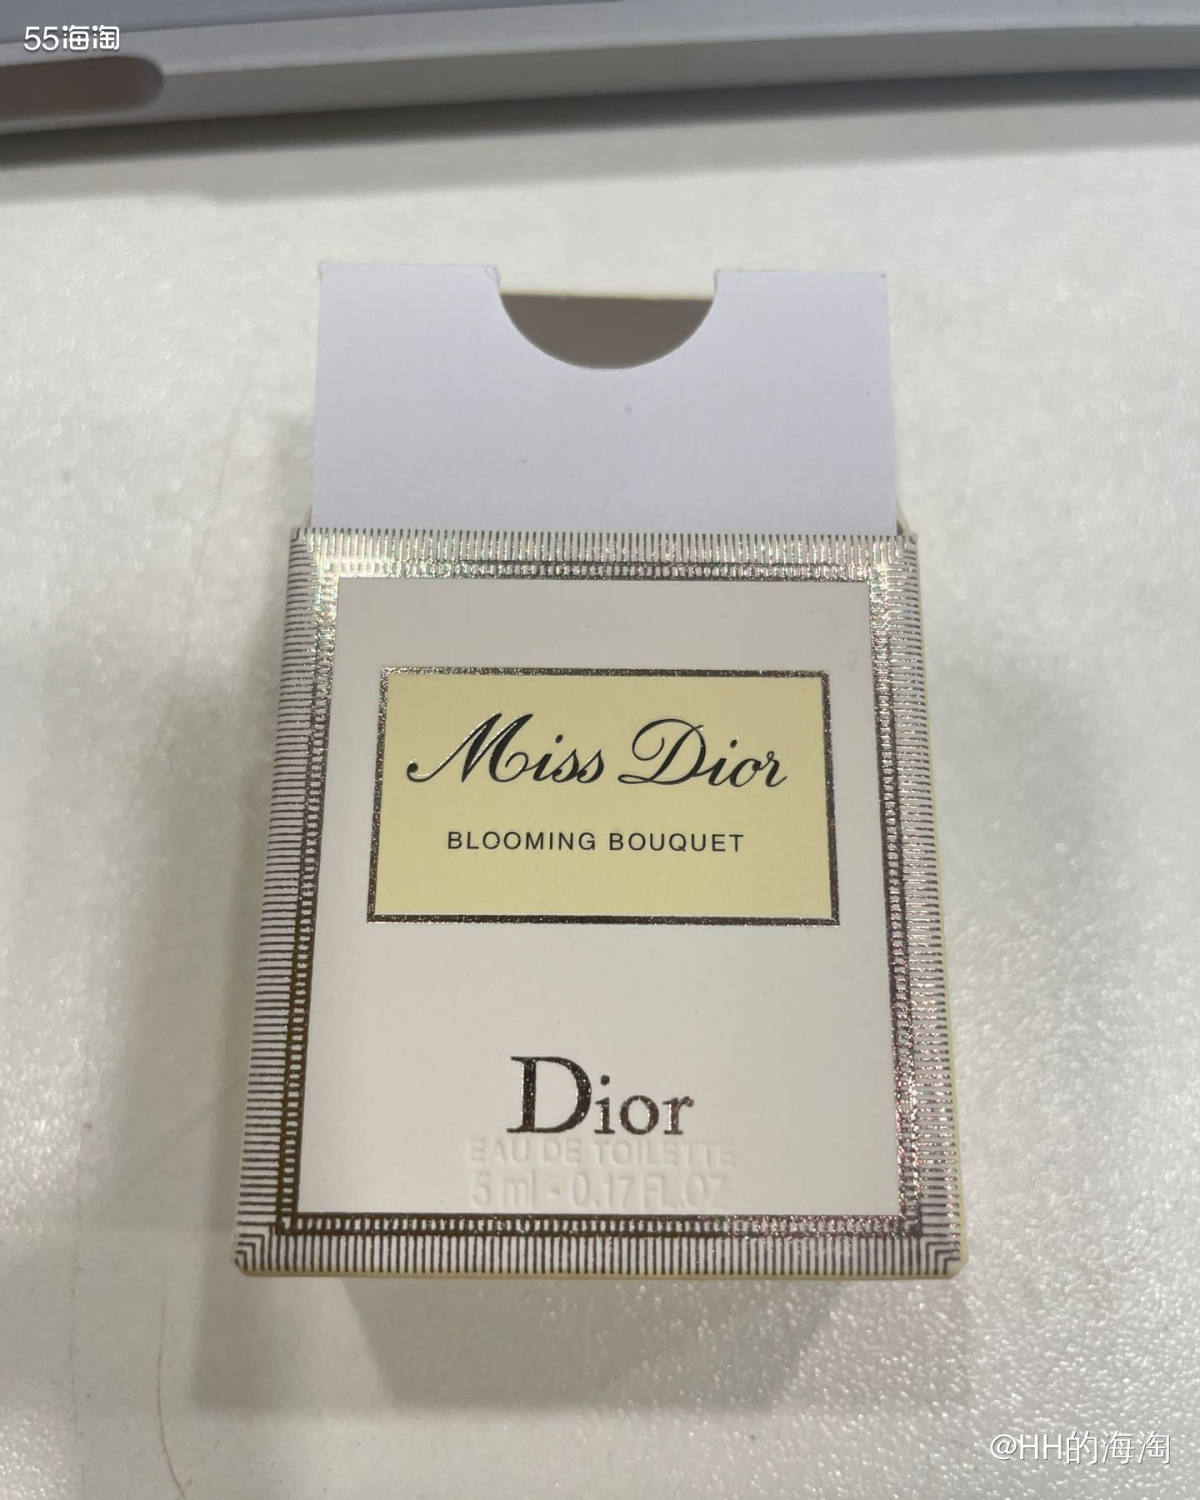 55海淘
Miss Dior
BLOOMING BOUQUET
Dior
EAU DE TOILETTE
5 ml - 0.17 FL.OZ
@HH的海淘